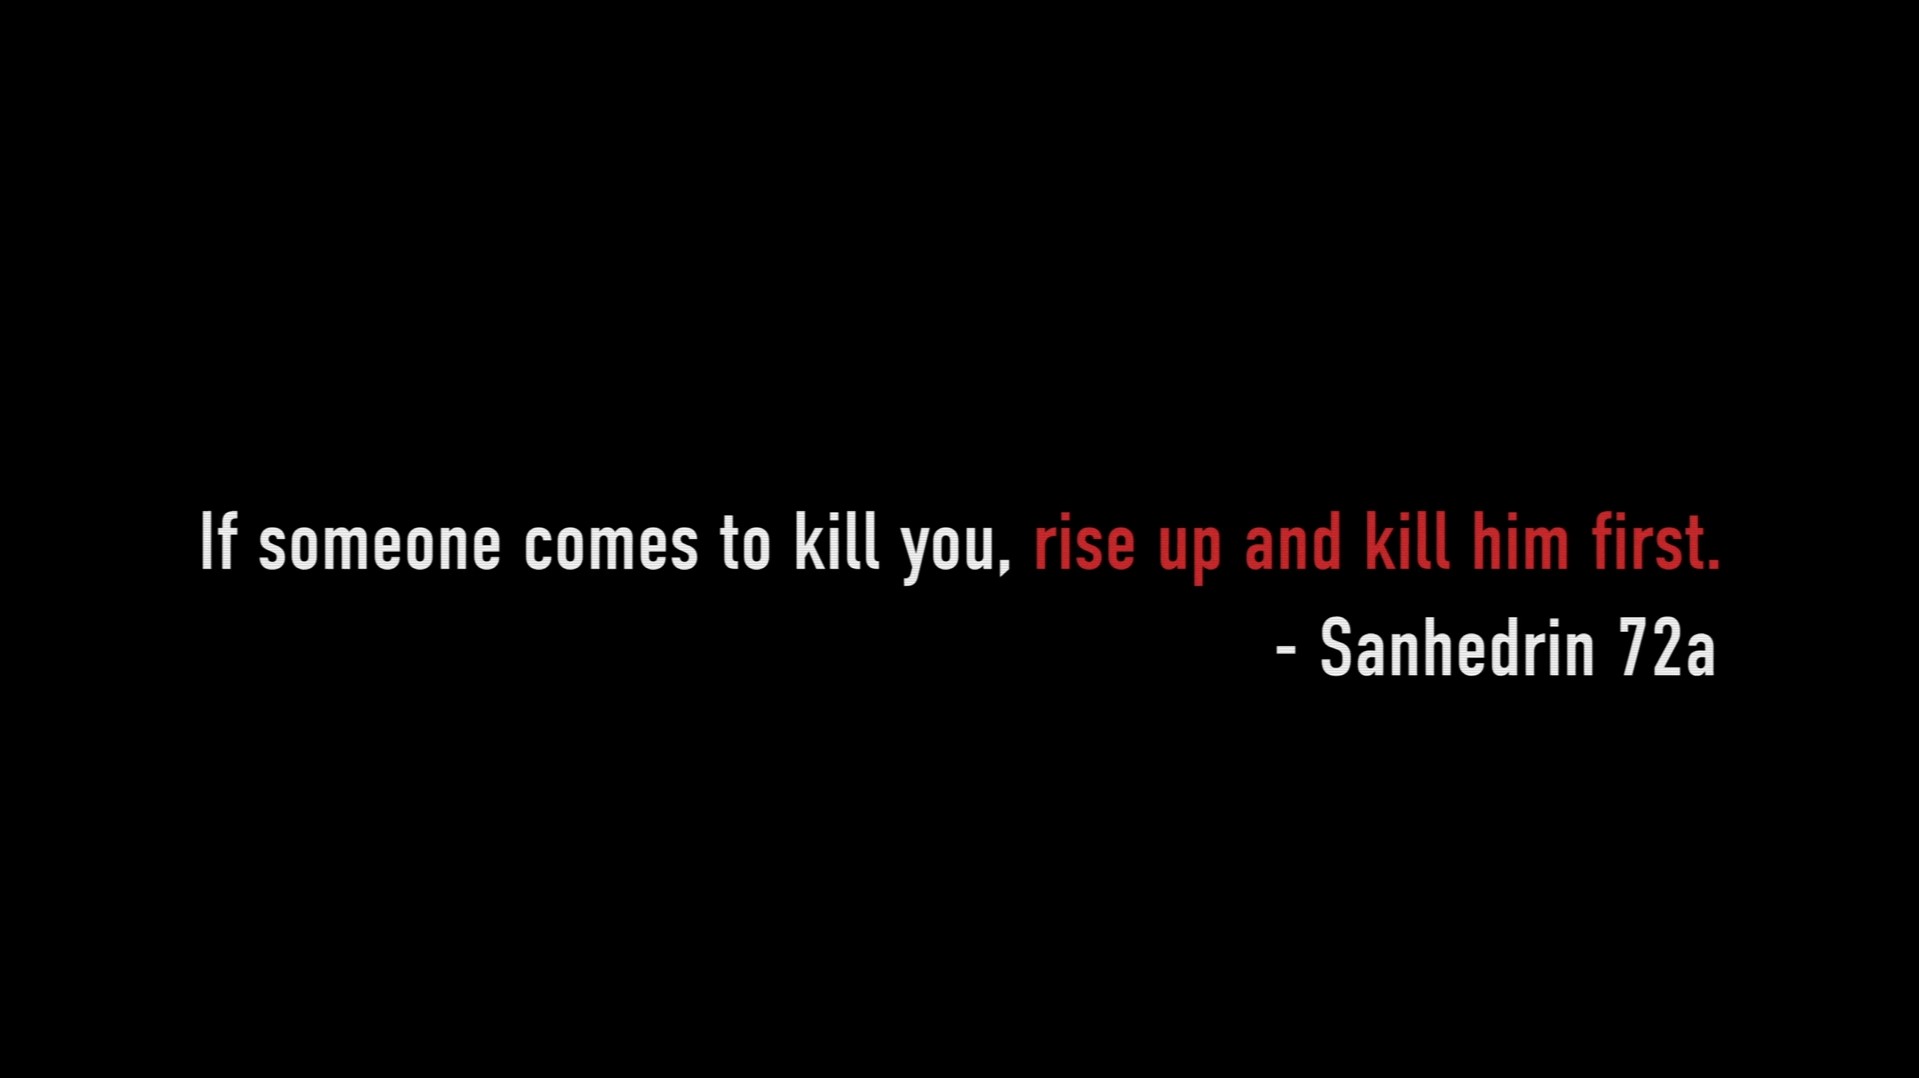 If someone comes to kill you, rise up and kill him first.
- Sanhedrin 72a